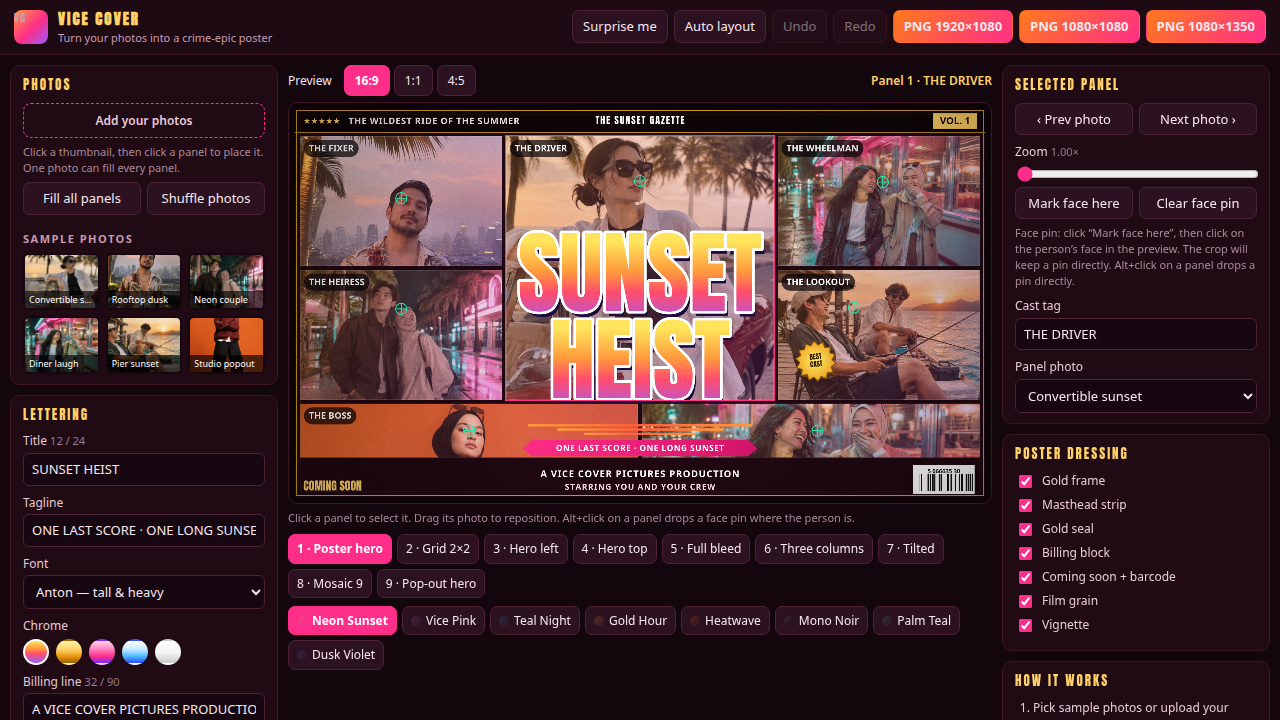 VICE COVER
Turn your photos into a crime-epic poster
Surprise me
Auto layout
Undo
Redo
PNG 1920×1080
PNG 1080×1080
PNG 1080×1350
PHOTOS
Add your photos
Click a thumbnail, then click a panel to place it.
One photo can fill every panel.
Fill all panels
Shuffle photos
SAMPLE PHOTOS
Convertible s...
Rooftop dusk
Neon couple
Diner laugh
Pier sunset
Studio popout
LETTERING
Title 12 / 24
SUNSET HEIST
Tagline
ONE LAST SCORE · ONE LONG SUNSE
Font
Anton — tall & heavy
Chrome
Billing line 32 / 90
A VICE COVER PICTURES PRODUCTIO
Preview
16:9
1:1
4:5
Panel 1 · THE DRIVER
★★★★★ THE WILDEST RIDE OF THE SUMMER
THE SUNSET GAZETTE
VOL. 1
THE FIXER
THE DRIVER
THE WHEELMAN
THE HEIRESS
THE LOOKOUT
SUNSET
HEIST
BEST
CAST
THE BOSS
ONE LAST SCORE · ONE LONG SUNSET
A VICE COVER PICTURES PRODUCTION
STARRING YOU AND YOUR CREW
COMING SOON
Click a panel to select it. Drag its photo to reposition. Alt+click on a panel drops a face pin where the person is.
1 · Poster hero
2 · Grid 2×2
3 · Hero left
4 · Hero top
5 · Full bleed
6 · Three columns
7 · Tilted
8 · Mosaic 9
9 · Pop-out hero
Neon Sunset
Vice Pink
Teal Night
Gold Hour
Heatwave
Mono Noir
Palm Teal
Dusk Violet
SELECTED PANEL
‹ Prev photo
Next photo ›
Zoom 1.00×
Mark face here
Clear face pin
Face pin: click “Mark face here”, then click on
the person’s face in the preview. The crop will
keep a pin directly. Alt+click on a panel drops a
pin directly.
Cast tag
THE DRIVER
Panel photo
Convertible sunset
POSTER DRESSING
Gold frame
Masthead strip
Gold seal
Billing block
Coming soon + barcode
Film grain
Vignette
HOW IT WORKS
1. Pick sample photos or upload your